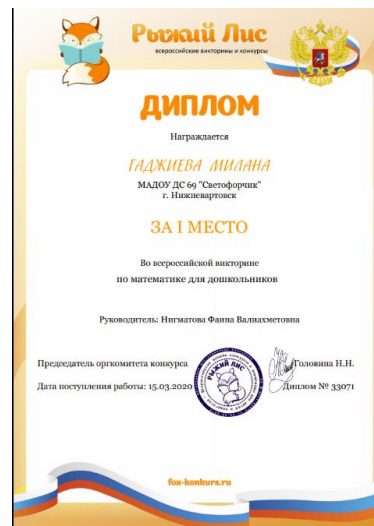 Рыжий Лис
всероссийские викторины и конкурсы
ДИПЛОМ
Награждается
ГАДЖИЕВА МИЛАНА
МАДОУ ДС 69 "Светофорчик"
г. Нижневартовск
ЗА I МЕСТО
Во всероссийской викторине
по математике для дошкольников
Руководитель: Нигматова Фаина Валиахметовна
Председатель оргкомитета конкурса
Головина Н.Н.
Дата поступления работы: 15.03.2020
Диплом № 33071
РЫЖИЙ ЛИС
fox-konkurs.ru